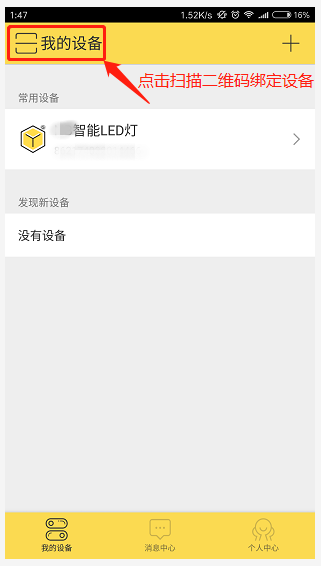 1:47
1.52K/s
16%
我的设备
点击扫描二维码绑定设备
常用设备
智能LED灯
发现新设备
没有设备
我的设备
消息中心
个人中心